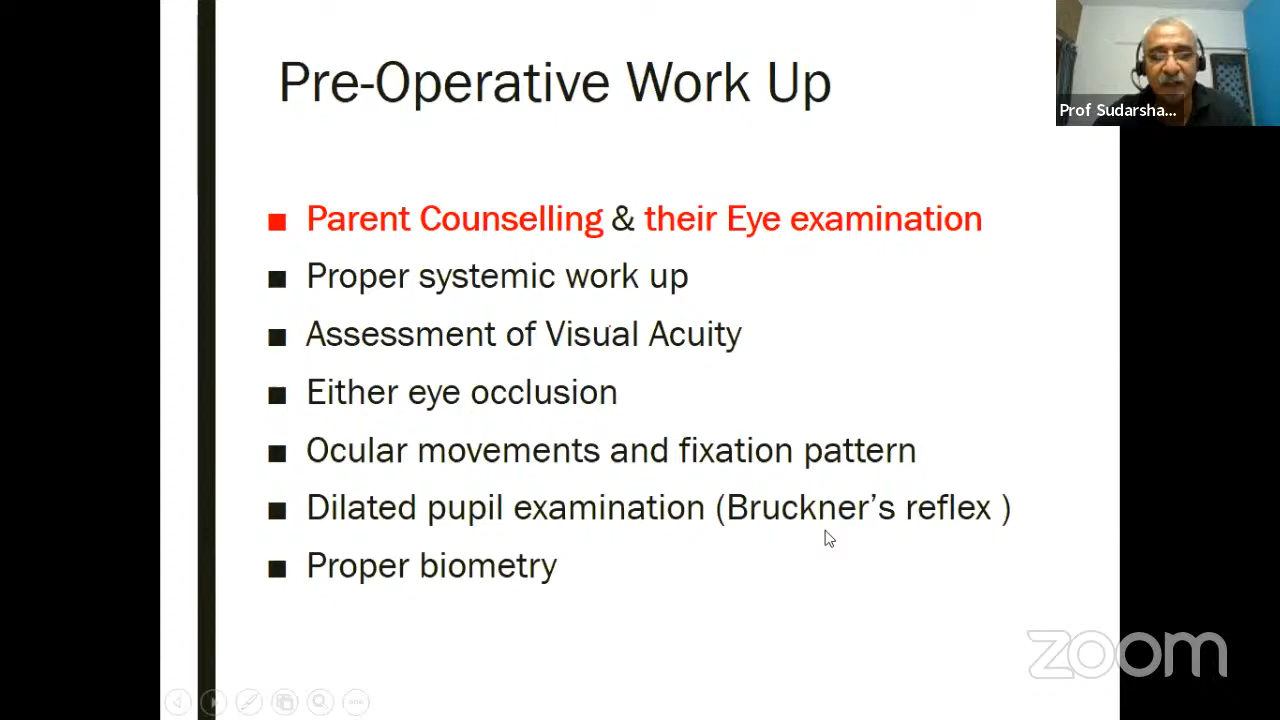 Pre-Operative Work Up
Prof Sudarsha...
Parent Counselling & their Eye examination
Proper systemic work up
Assessment of Visual Acuity
Either eye occlusion
Ocular movements and fixation pattern
Dilated pupil examination (Bruckner's reflex )
Proper biometry
zoom